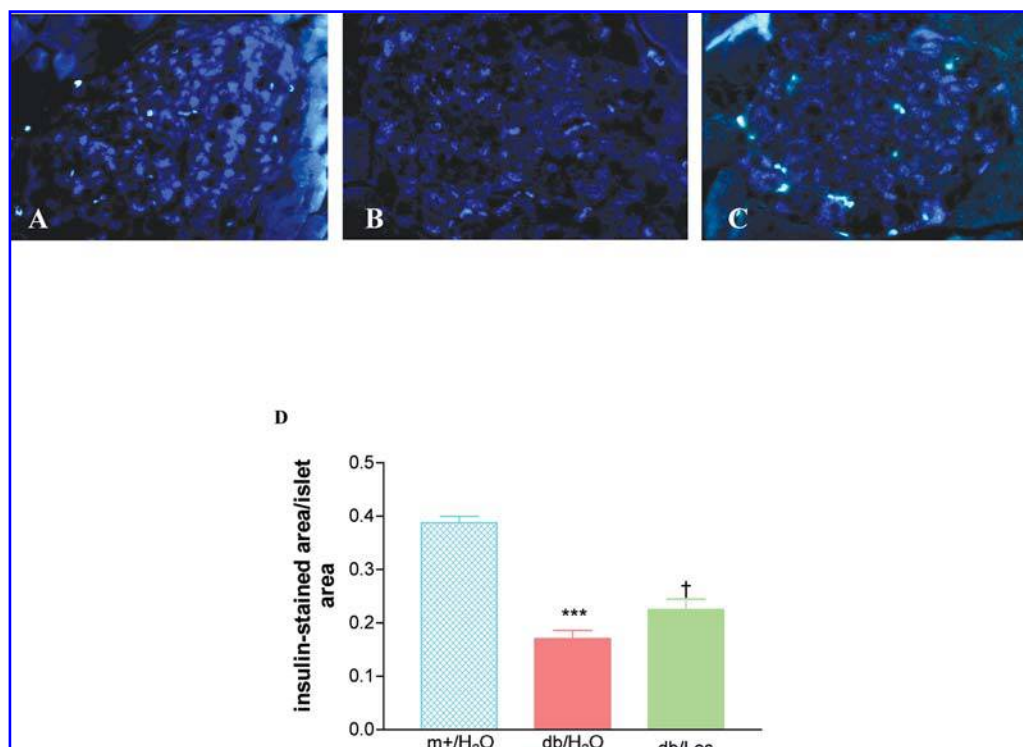 A
B
C
D
insulin-stained area/islet
area
0.5
0.4
0.3
0.2
0.1
0.0
***
†
m+/H₂O
db/H₂O
db/Los